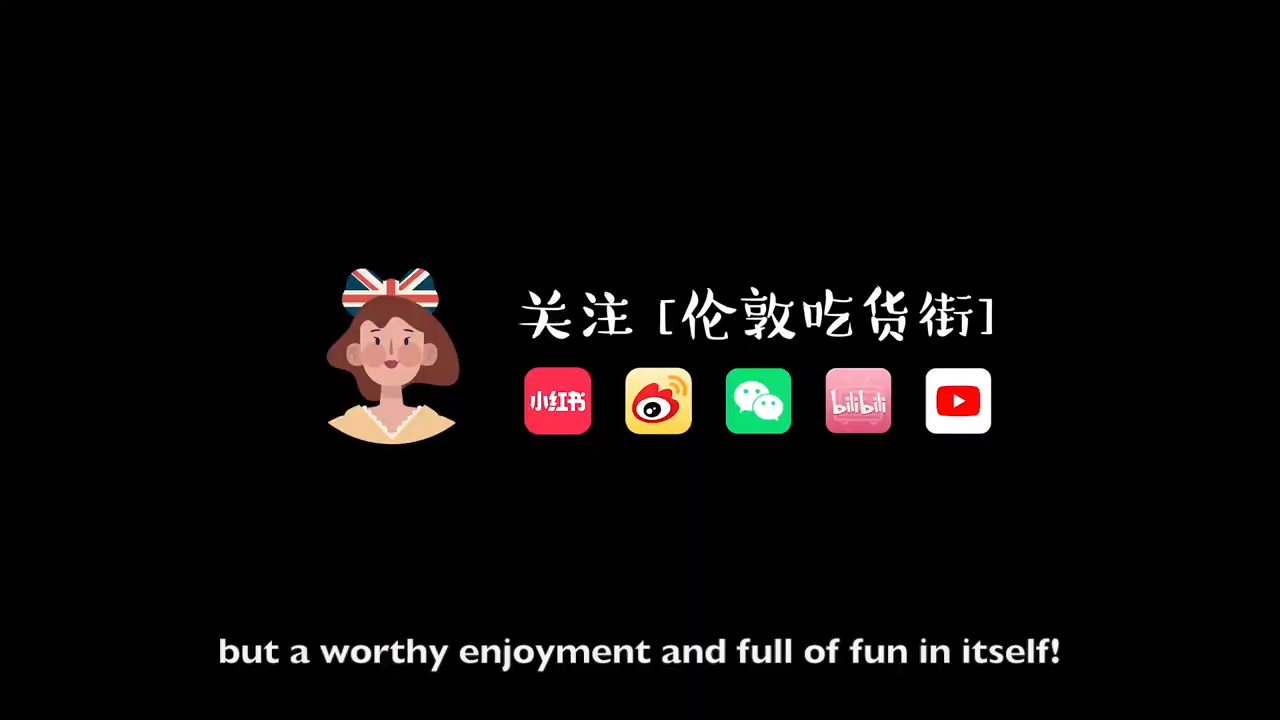 关注 [伦敦吃货街]
小红书 bilibili
but a worthy enjoyment and full of fun in itself!